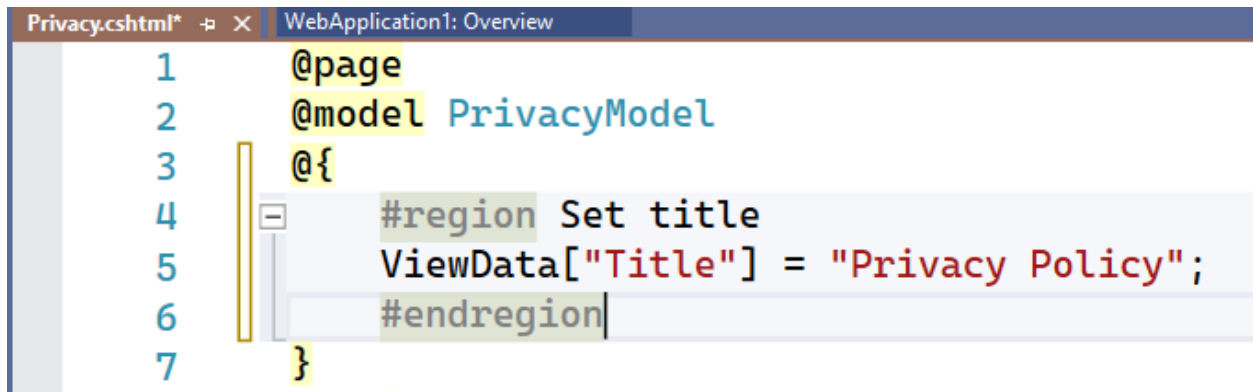 Privacy.cshtml* WebApplication1: Overview
1 @page
2 @model PrivacyModel
3 @{
4 #region Set title
5 ViewData["Title"] = "Privacy Policy";
6 #endregion
7 }